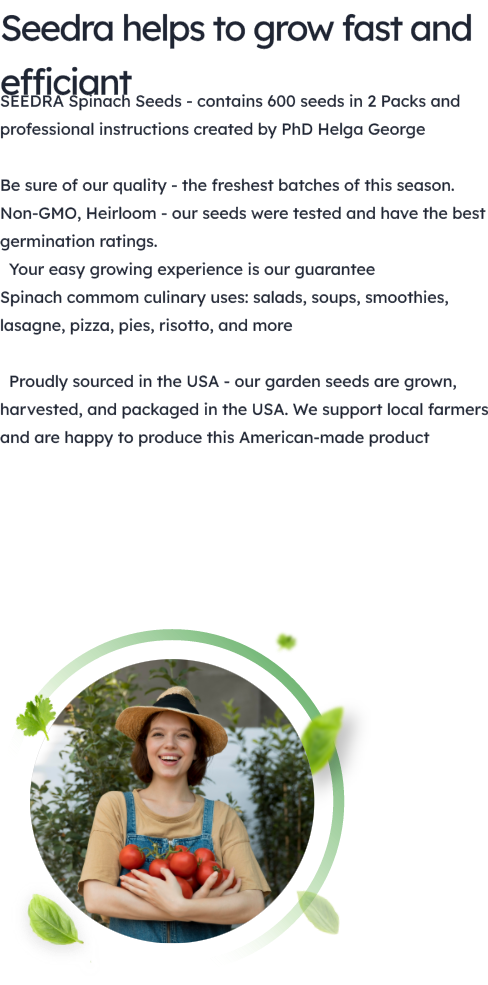 Seedra helps to grow fast and
efficiant
SEEDRA Spinach Seeds - contains 600 seeds in 2 Packs and
professional instructions created by PhD Helga George
Be sure of our quality - the freshest batches of this season.
Non-GMO, Heirloom - our seeds were tested and have the best
germination ratings.
Your easy growing experience is our guarantee
Spinach commom culinary uses: salads, soups, smoothies,
lasagne, pizza, pies, risotto, and more
Proudly sourced in the USA - our garden seeds are grown,
harvested, and packaged in the USA. We support local farmers
and are happy to produce this American-made product